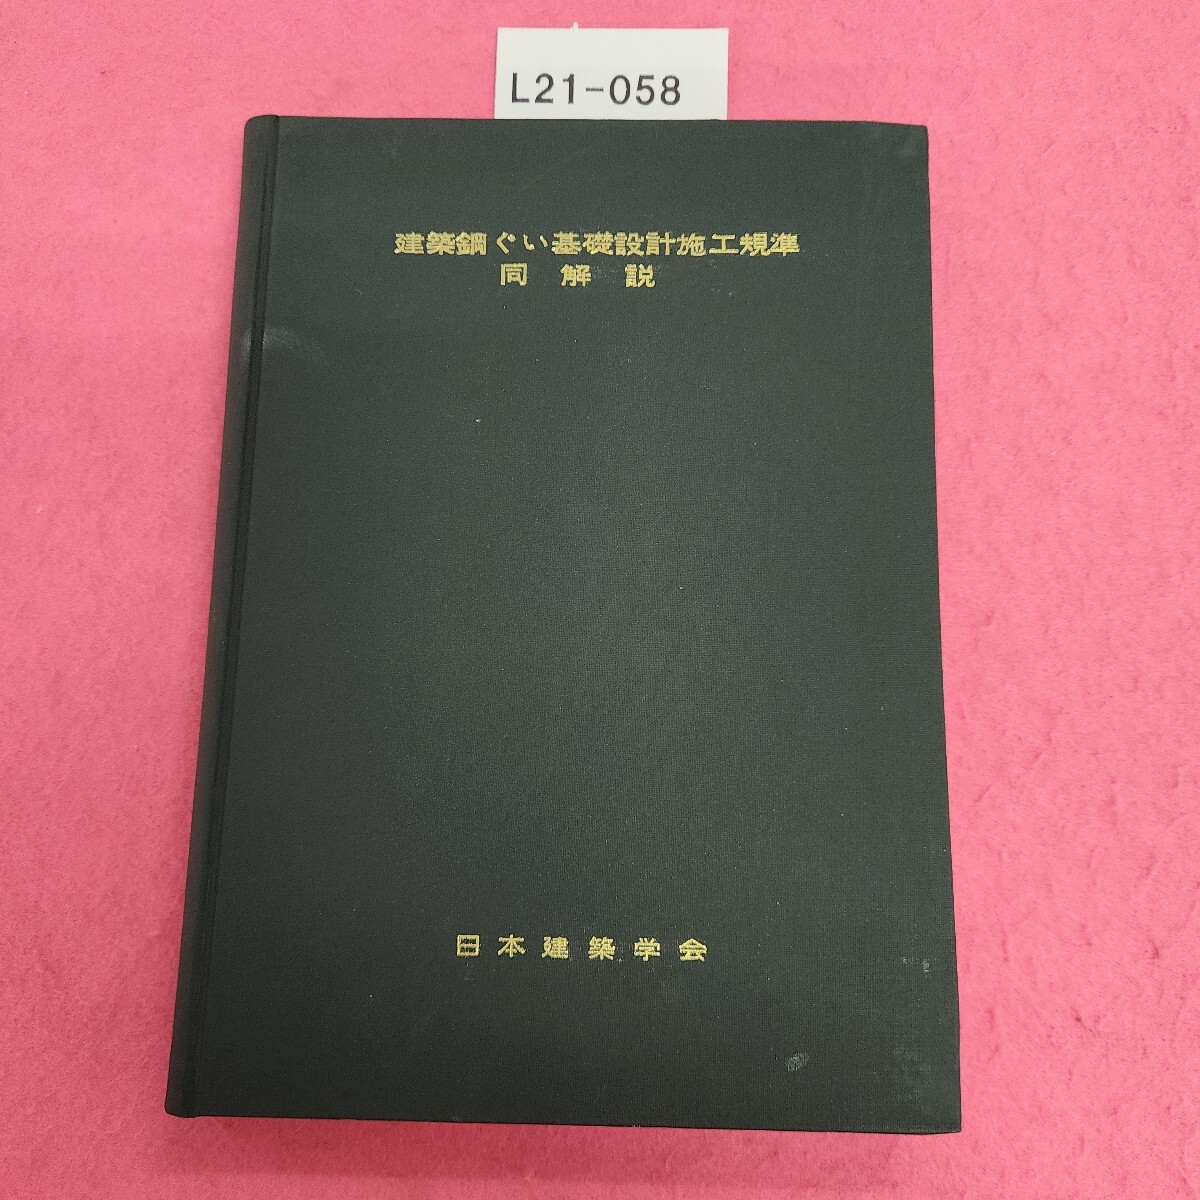 L21-058
建築鋼ぐい基礎設計施工規準
同解説
日本建築学会